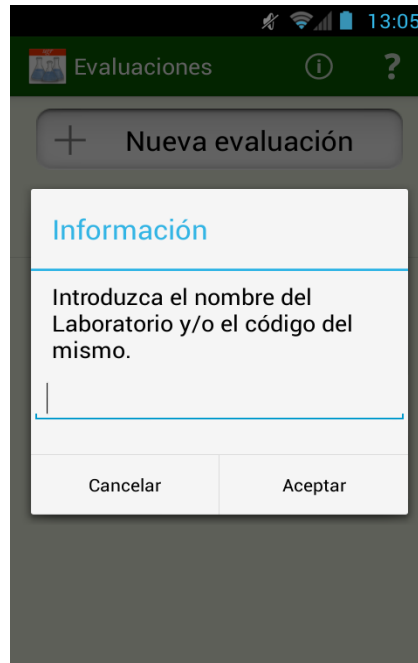 13:05
Evaluaciones
?
+ Nueva evaluación
Información
Introduzca el nombre del
Laboratorio y/o el código del
mismo.
Cancelar Aceptar